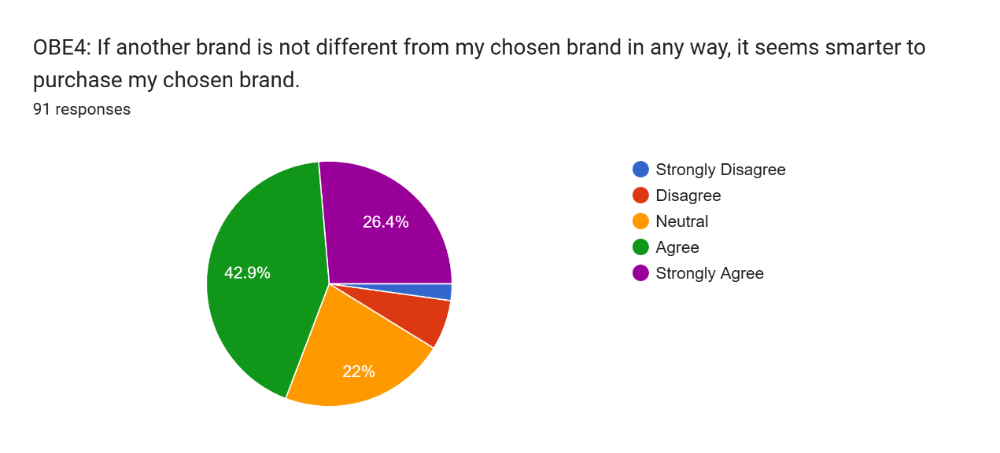 OBE4: If another brand is not different from my chosen brand in any way, it seems smarter to
purchase my chosen brand.
91 responses
26.4%
42.9%
22%
Strongly Disagree
Disagree
Neutral
Agree
Strongly Agree